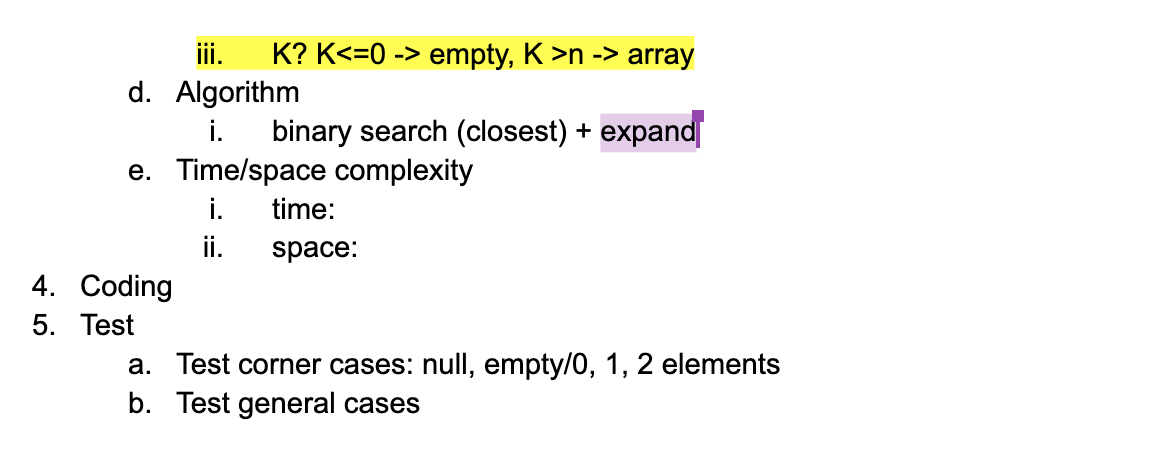 iii. K? K<=0 -> empty, K >n -> array
d. Algorithm
i. binary search (closest) + expand
e. Time/space complexity
i. time:
ii. space:
4. Coding
5. Test
a. Test corner cases: null, empty/0, 1, 2 elements
b. Test general cases